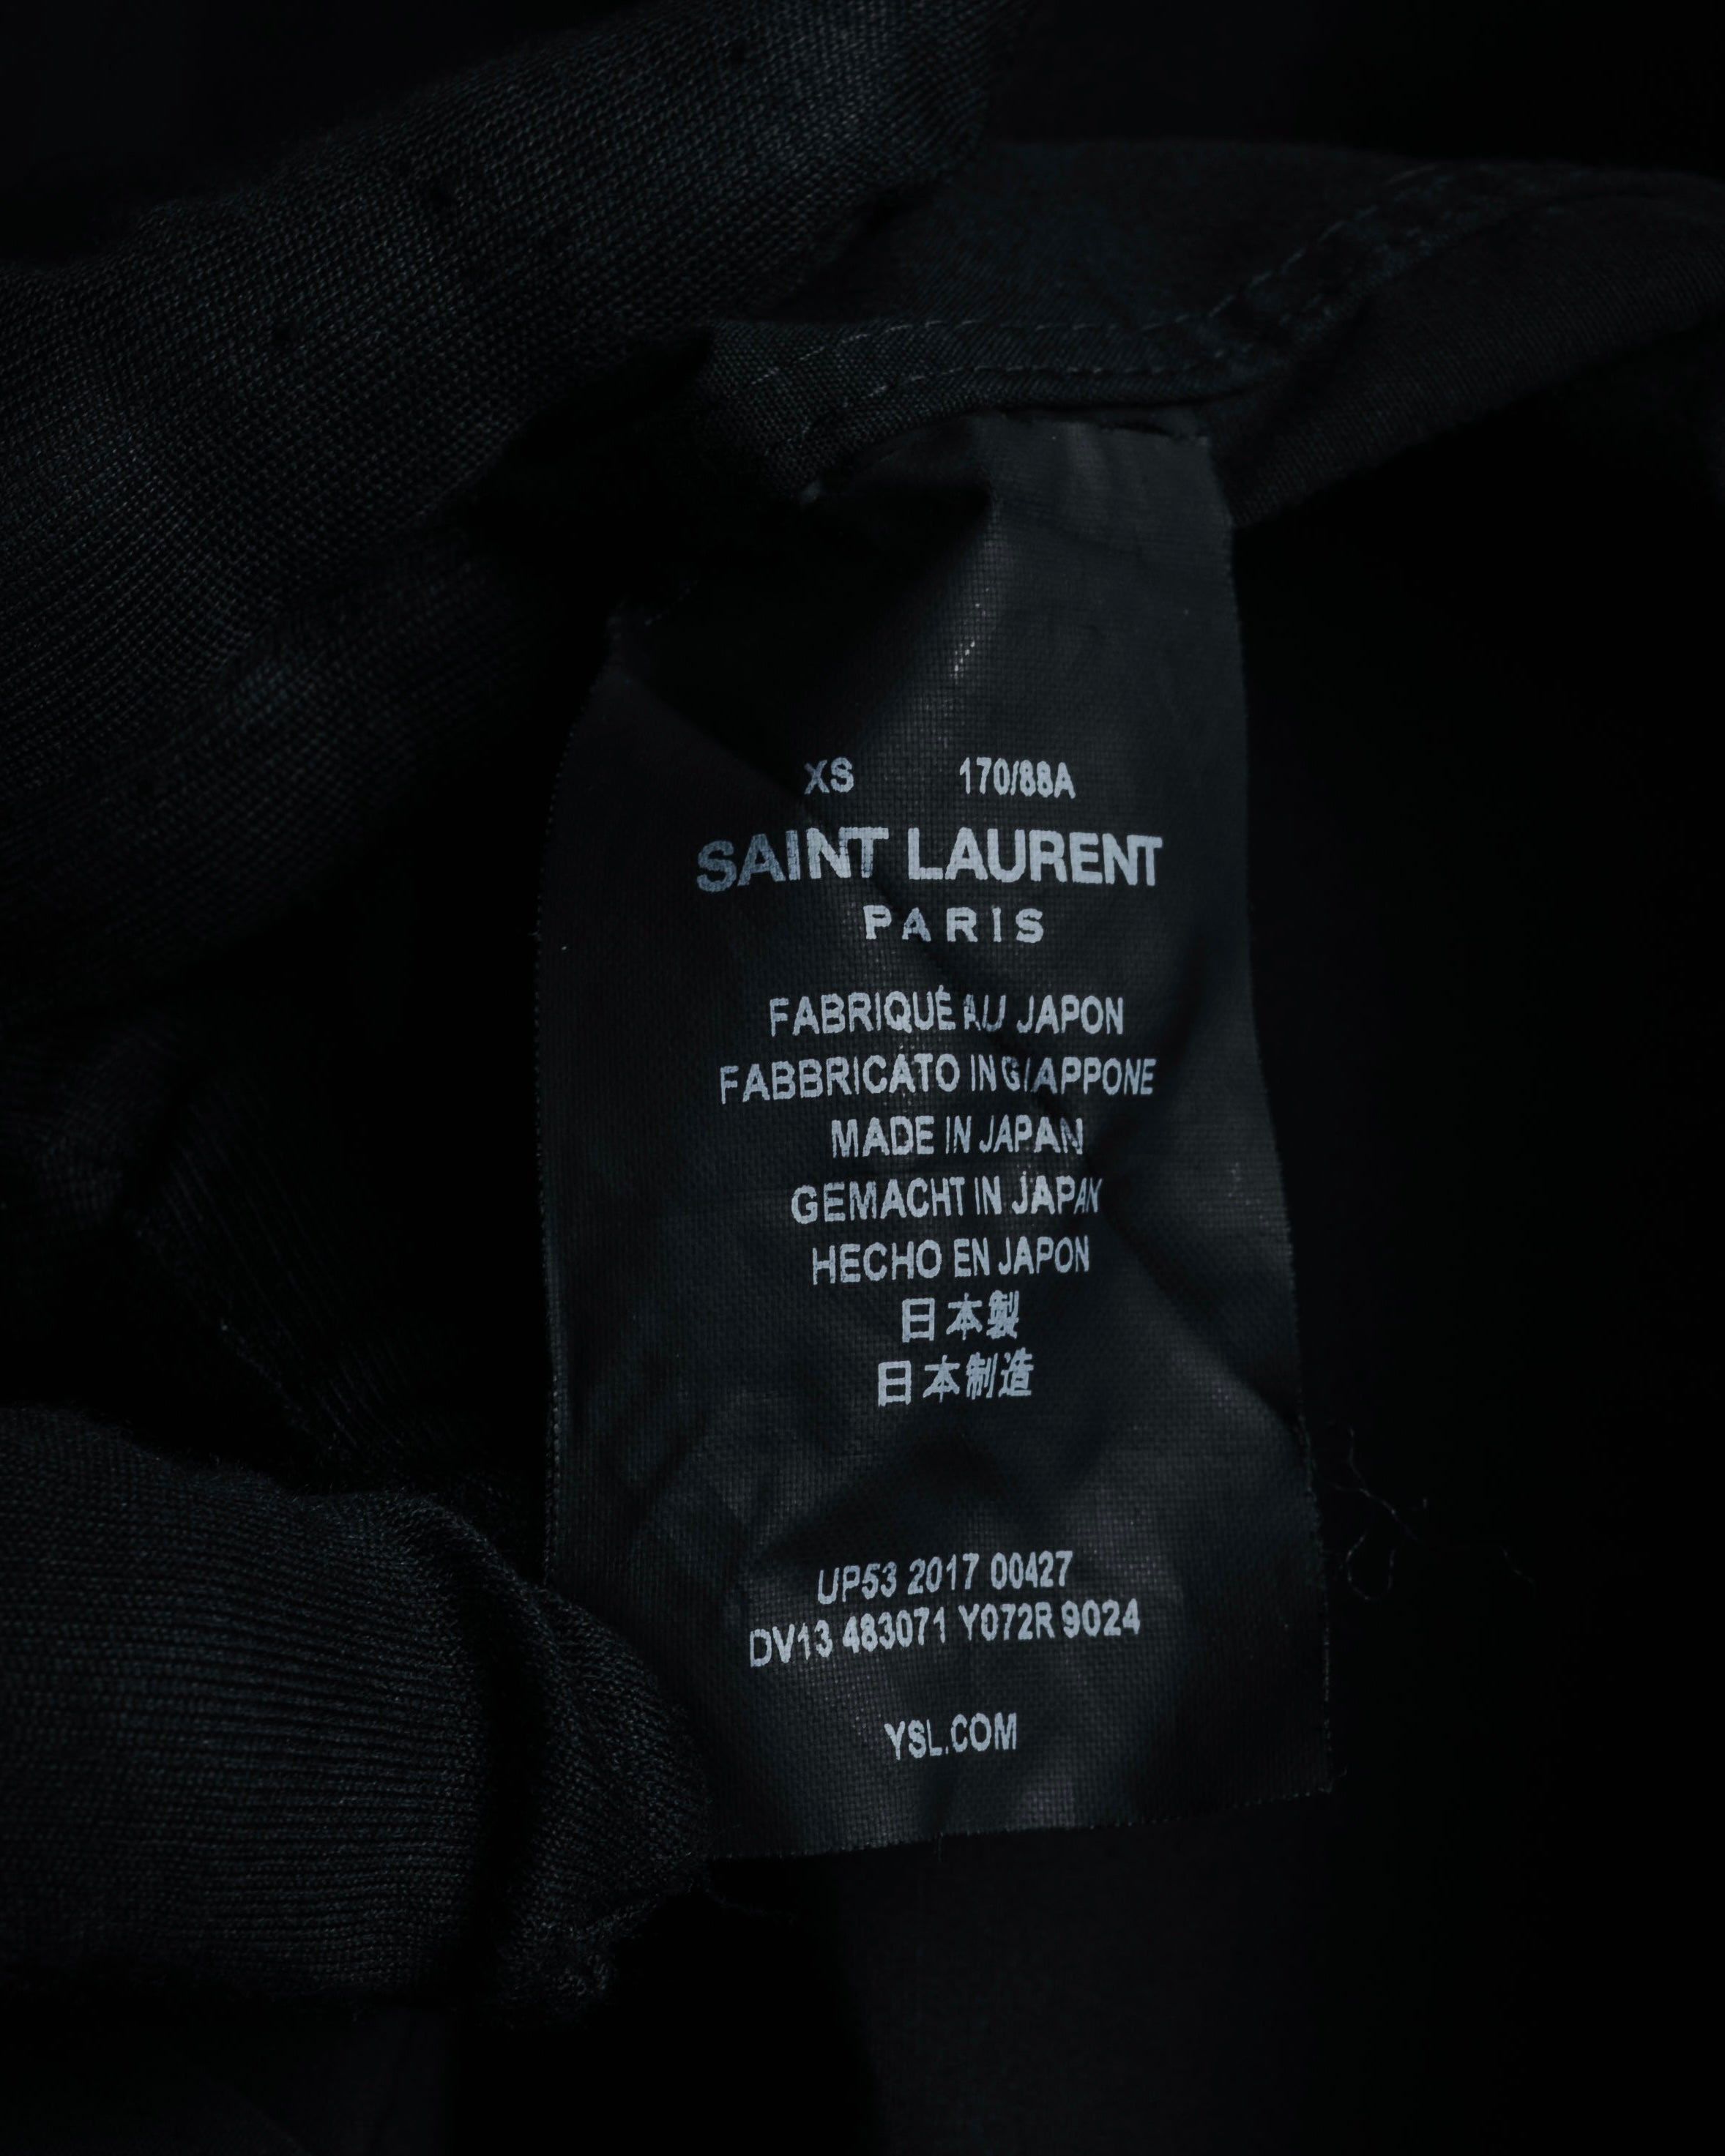 XS 170/88A
SAINT LAURENT
PARIS
FABRIQUÉ AU JAPON
FABBRICATO IN GIAPPONE
MADE IN JAPAN
GEMACHT IN JAPAN
HECHO EN JAPON
日本製
日本制造
UP53 2017 00427
DV13 483071 Y072R 9024
YSL.COM